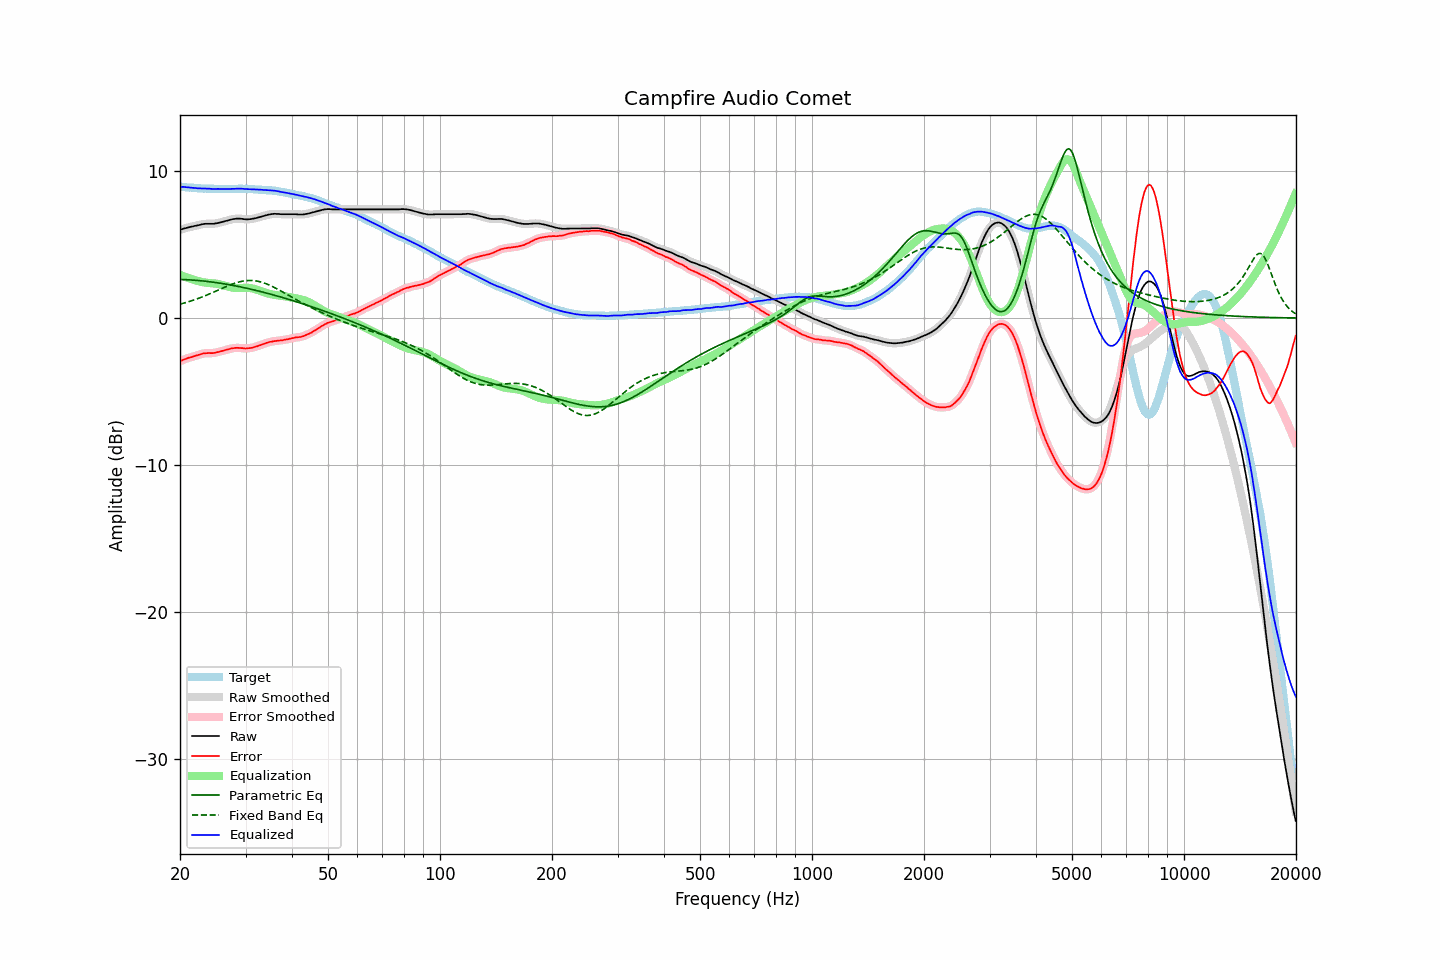 Campfire Audio Comet
Amplitude (dBr)
10
0
−10
−20
−30
Target
Raw Smoothed
Error Smoothed
Raw
Error
Equalization
Parametric Eq
Fixed Band Eq
Equalized
20 50 100 200 500 1000 2000 5000 10000 20000
Frequency (Hz)